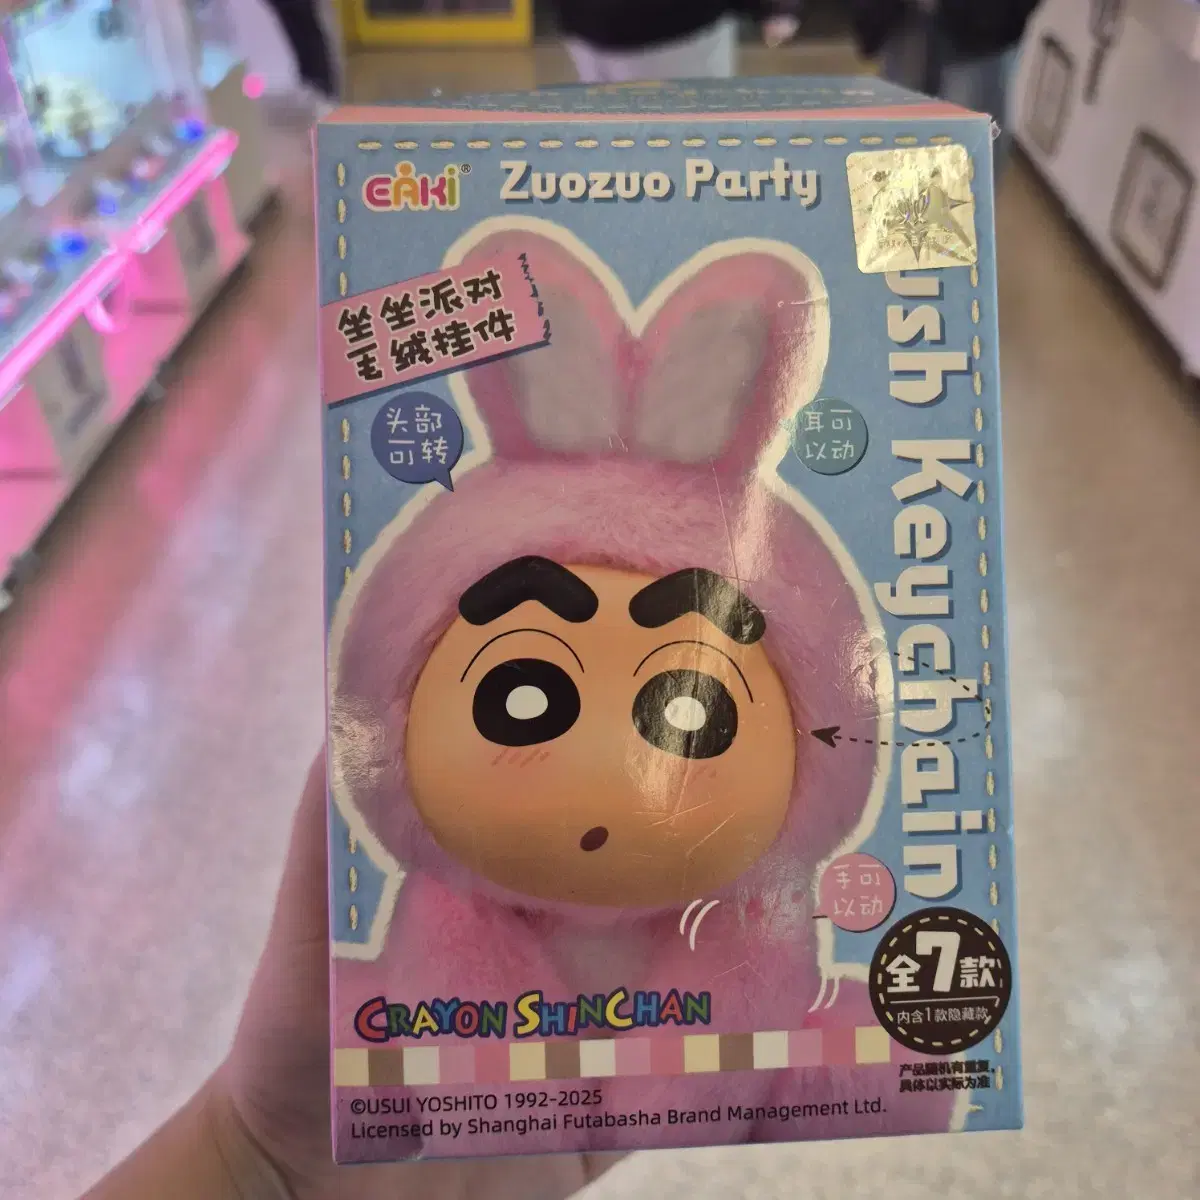 EAKI®
Zuozuo Party
坐坐派对
毛绒挂件
头部
可转
耳可
以动
ush Keychain
手可
以动
全7款
内含1款隐藏款
产品随机有重复,
具体以实际为准
CRAYON SHINCHAN
©USUI YOSHITO 1992-2025
Licensed by Shanghai Futabasha Brand Management Ltd.